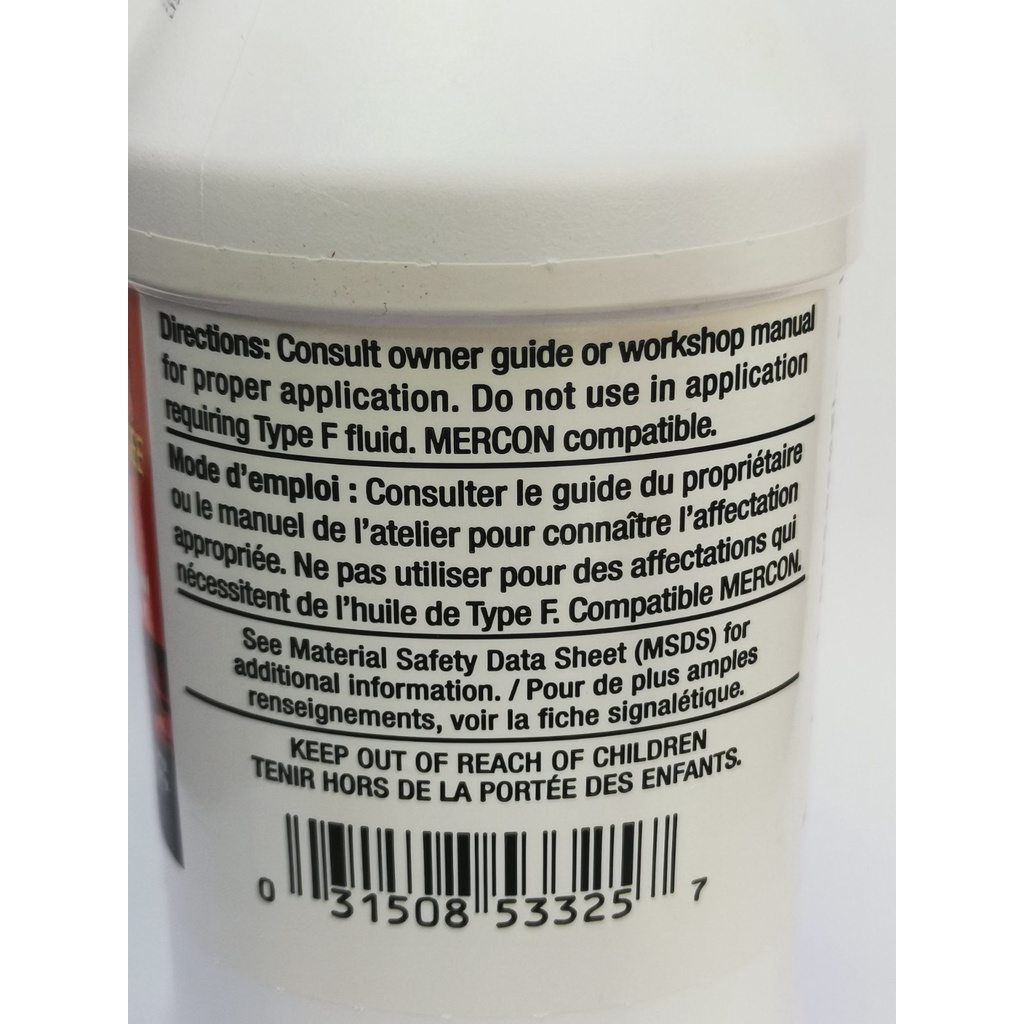 Directions: Consult owner guide or workshop manual
for proper application. Do not use in application
requiring Type F fluid. MERCON compatible.
Mode d'emploi : Consulter le guide du propriétaire
ou le manuel de l'atelier pour connaître l'affectation
appropriée. Ne pas utiliser pour des affectations qui
nécessitent de l'huile de Type F. Compatible MERCON.
See Material Safety Data Sheet (MSDS) for
additional information. / Pour de plus amples
renseignements, voir la fiche signalétique.
KEEP OUT OF REACH OF CHILDREN
TENIR HORS DE LA PORTÉE DES ENFANTS.
0 31508 53325 7